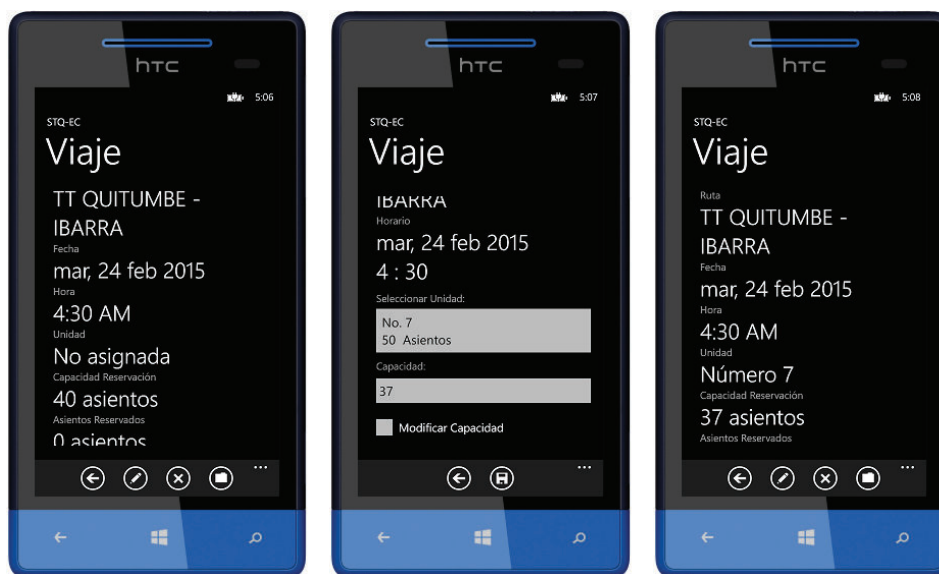 hTC
5:06
STQ-EC
Viaje
TT QUITUMBE -
IBARRA
Fecha
mar, 24 feb 2015
Hora
4:30 AM
Unidad
No asignada
Capacidad Reservación
40 asientos
Asientos Reservados
0 asientos
...
hTC
5:07
STQ-EC
Viaje
IBARRA
Horario
mar, 24 feb 2015
4 : 30
Seleccionar Unidad:
No. 7
50 Asientos
Capacidad:
37
Modificar Capacidad
...
hTC
5:08
STQ-EC
Viaje
Ruta
TT QUITUMBE -
IBARRA
Fecha
mar, 24 feb 2015
Hora
4:30 AM
Unidad
Número 7
Capacidad Reservación
37 asientos
Asientos Reservados
...